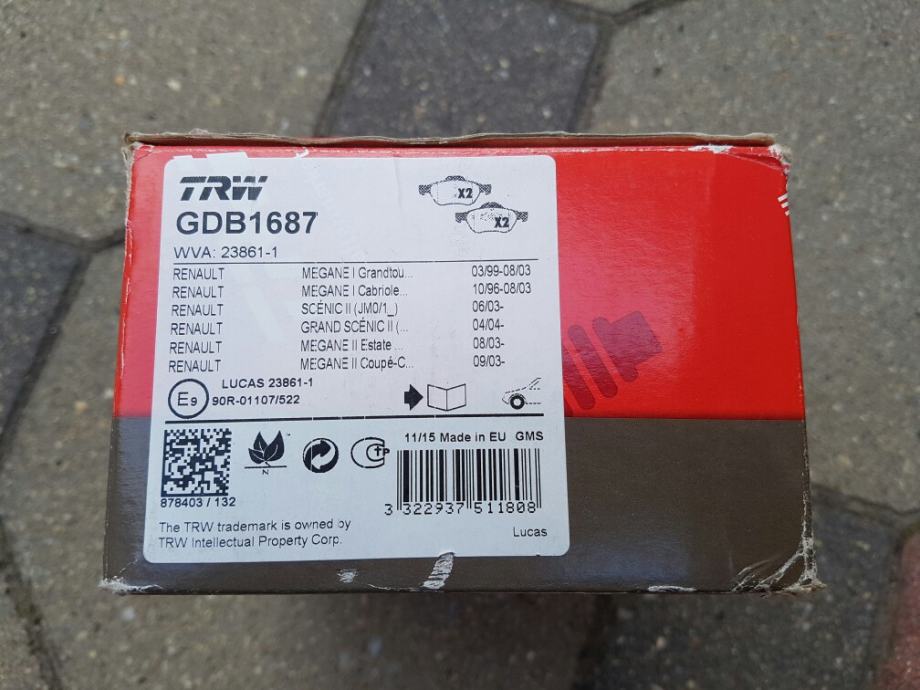 TRW
X2
GDB1687
X2
WVA: 23861-1
RENAULT MEGANE I Grandtou... 03/99-08/03
RENAULT MEGANE I Cabriole... 10/96-08/03
RENAULT SCÉNIC II (JM0/1_) 06/03-
RENAULT GRAND SCÉNIC II (... 04/04-
RENAULT MEGANE II Estate ... 08/03-
RENAULT MEGANE II Coupé-C... 09/03-
LUCAS 23861-1
E9 90R-01107/522
11/15 Made in EU GMS
N
878403 / 132
3 322937 511808
The TRW trademark is owned by
TRW Intellectual Property Corp.
Lucas